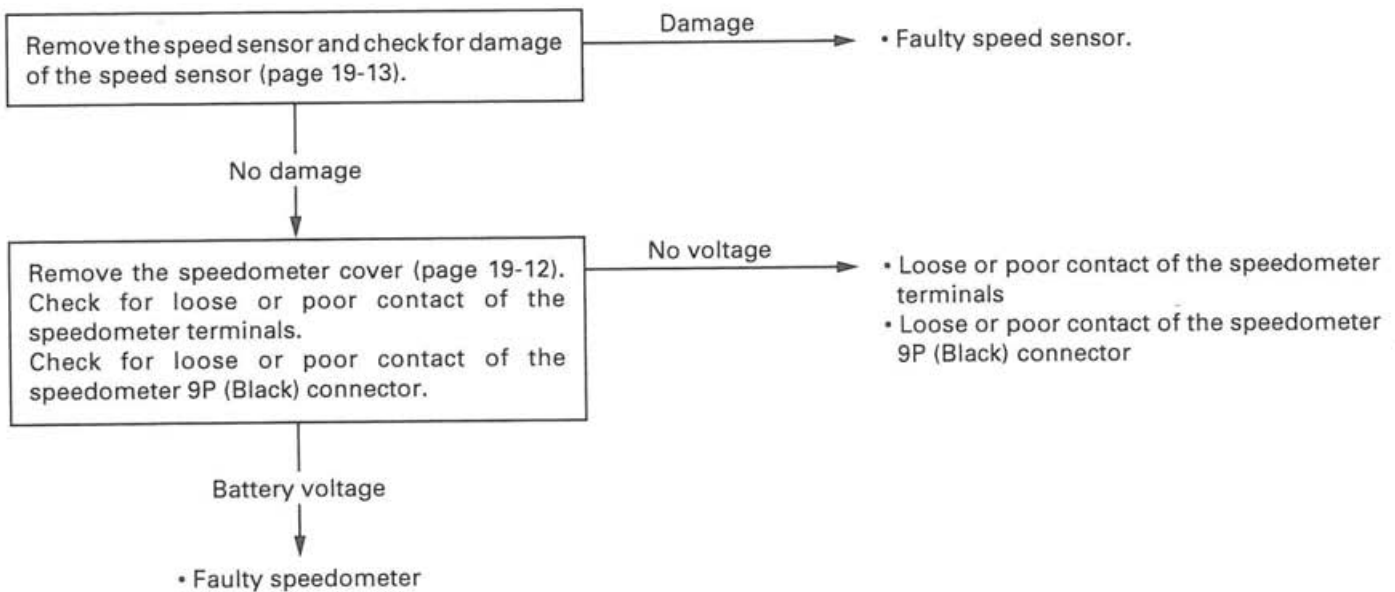 Remove the speed sensor and check for damage
of the speed sensor (page 19-13).
Damage
• Faulty speed sensor.
No damage
Remove the speedometer cover (page 19-12).
Check for loose or poor contact of the
speedometer terminals.
Check for loose or poor contact of the
speedometer 9P (Black) connector.
No voltage
• Loose or poor contact of the speedometer
terminals
• Loose or poor contact of the speedometer
9P (Black) connector
Battery voltage
• Faulty speedometer